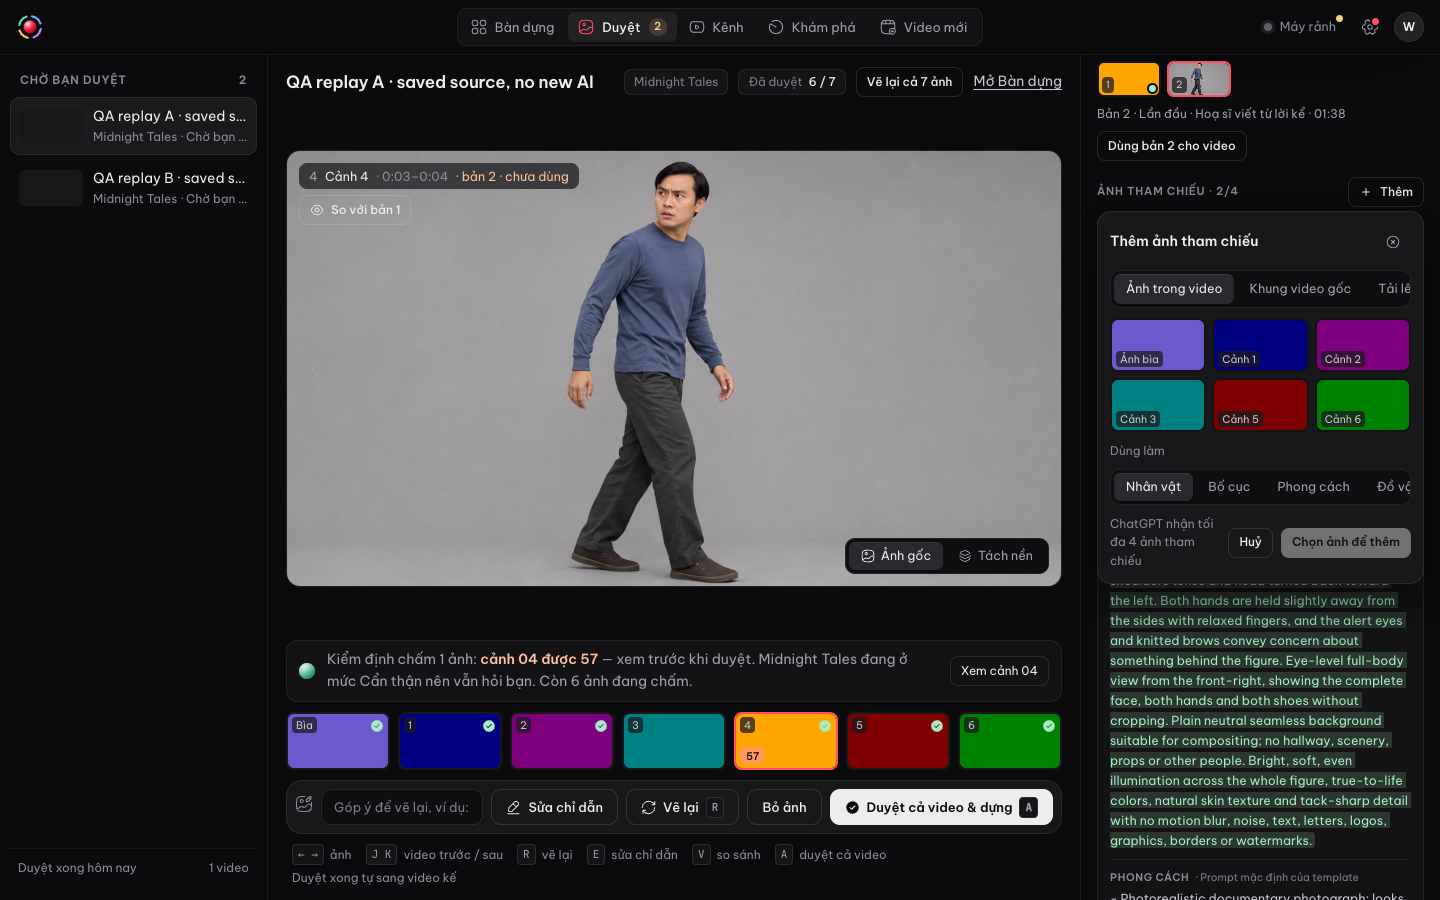 Bàn dựng
Duyệt 2
Kênh
Khám phá
Video mới
Máy rảnh
W
CHỜ BẠN DUYỆT 2
QA replay A · saved s...
Midnight Tales · Chờ bạn ...
QA replay B · saved s...
Midnight Tales · Chờ bạn ...
Duyệt xong hôm nay 1 video
QA replay A · saved source, no new AI
Midnight Tales
Đã duyệt 6 / 7
Vẽ lại cả 7 ảnh
Mở Bàn dựng
4 Cảnh 4 · 0:03–0:04 · bản 2 · chưa dùng
So với bản 1
Ảnh gốc
Tách nền
Kiểm định chấm 1 ảnh: cảnh 04 được 57 — xem trước khi duyệt. Midnight Tales đang ở
mức Cẩn thận nên vẫn hỏi bạn. Còn 6 ảnh đang chấm.
Xem cảnh 04
Bìa
1
2
3
4
57
5
6
Góp ý để vẽ lại, ví dụ:
Sửa chỉ dẫn
Vẽ lại R
Bỏ ảnh
Duyệt cả video & dựng A
← → ảnh J K video trước / sau R vẽ lại E sửa chỉ dẫn V so sánh A duyệt cả video
Duyệt xong tự sang video kế
1
2
Bản 2 · Lần đầu · Hoạ sĩ viết từ lời kể · 01:38
Dùng bản 2 cho video
ẢNH THAM CHIẾU · 2/4
+ Thêm
Thêm ảnh tham chiếu
Ảnh trong video
Khung video gốc
Tải lê
Ảnh bìa
Cảnh 1
Cảnh 2
Cảnh 3
Cảnh 5
Cảnh 6
Dùng làm
Nhân vật
Bố cục
Phong cách
Đồ vậ
ChatGPT nhận tối
đa 4 ảnh tham
chiếu
Huỷ
Chọn ảnh để thêm
the left. Both hands are held slightly away from
the sides with relaxed fingers, and the alert eyes
and knitted brows convey concern about
something behind the figure. Eye-level full-body
view from the front-right, showing the complete
face, both hands and both shoes without
cropping. Plain neutral seamless background
suitable for compositing; no hallway, scenery,
props or other people. Bright, soft, even
illumination across the whole figure, true-to-life
colors, natural skin texture and tack-sharp detail
with no motion blur, noise, text, letters, logos,
graphics, borders or watermarks.
PHONG CÁCH · Prompt mặc định của template
- Photorealistic documentary photograph: looks